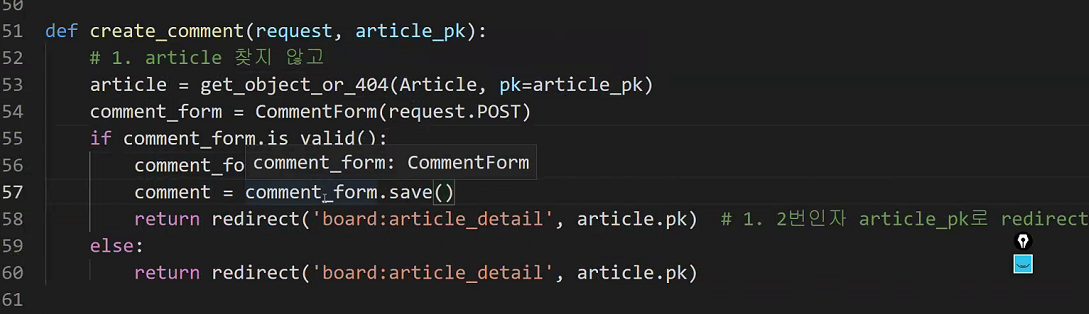 50
51 def create_comment(request, article_pk):
52     # 1. article 찾지 않고
53     article = get_object_or_404(Article, pk=article_pk)
54     comment_form = CommentForm(request.POST)
55     if comment_form.is_valid():
56         comment_fo
comment_form: CommentForm
57         comment = comment_form.save()
58         return redirect('board:article_detail', article.pk)  # 1. 2번인자 article_pk로 redirect
59     else:
60         return redirect('board:article_detail', article.pk)
61